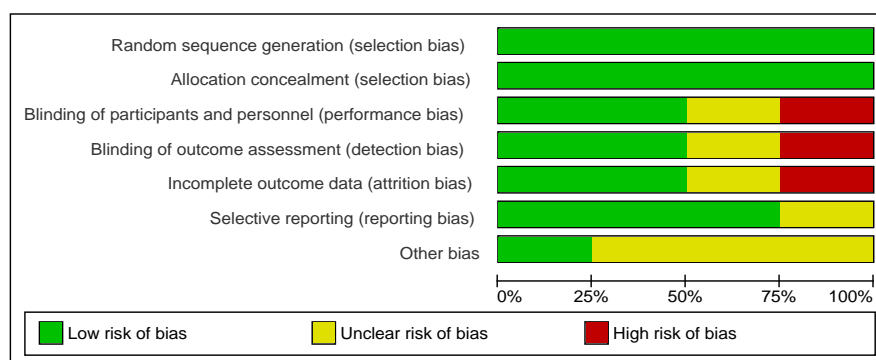 Random sequence generation (selection bias)
Allocation concealment (selection bias)
Blinding of participants and personnel (performance bias)
Blinding of outcome assessment (detection bias)
Incomplete outcome data (attrition bias)
Selective reporting (reporting bias)
Other bias
0% 25% 50% 75% 100%
Low risk of bias Unclear risk of bias High risk of bias